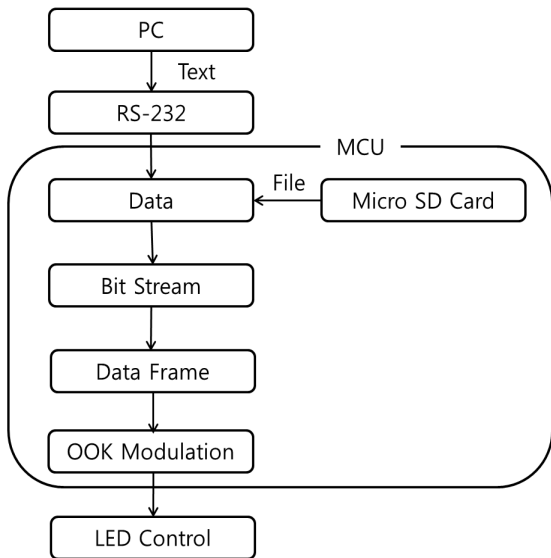 PC
Text
RS-232
MCU
Data
File
Micro SD Card
Bit Stream
Data Frame
OOK Modulation
LED Control